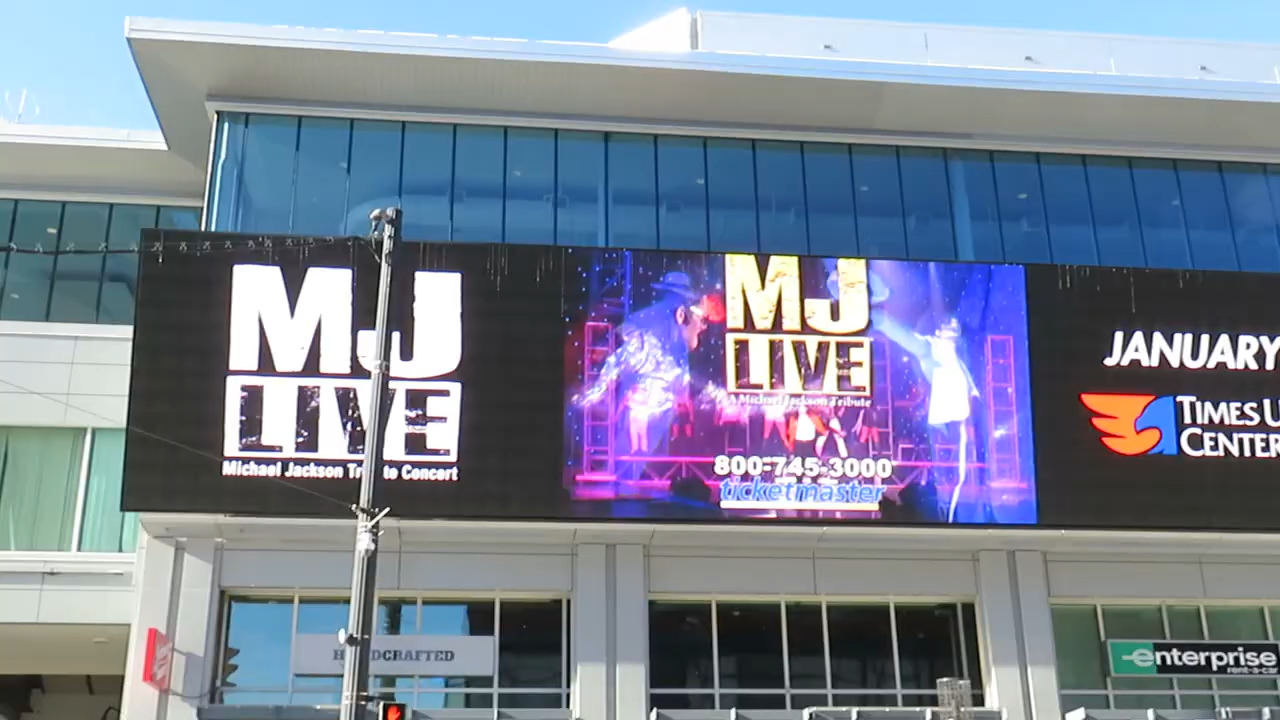 MJ
LIVE
Michael Jackson Tribute Concert
MJ
LIVE
A Michael Jackson Tribute
800-745-3000
ticketmaster
JANUARY
TIMES U
CENTER
HANDCRAFTED
enterprise
rent-a-car